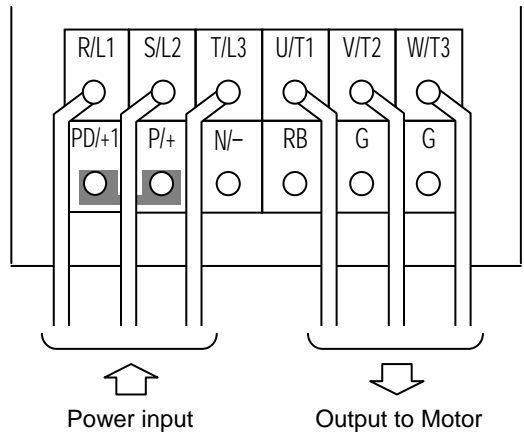 R/L1 S/L2 T/L3 U/T1 V/T2 W/T3
PD/+1 P/+ N/− RB G G
Power input Output to Motor